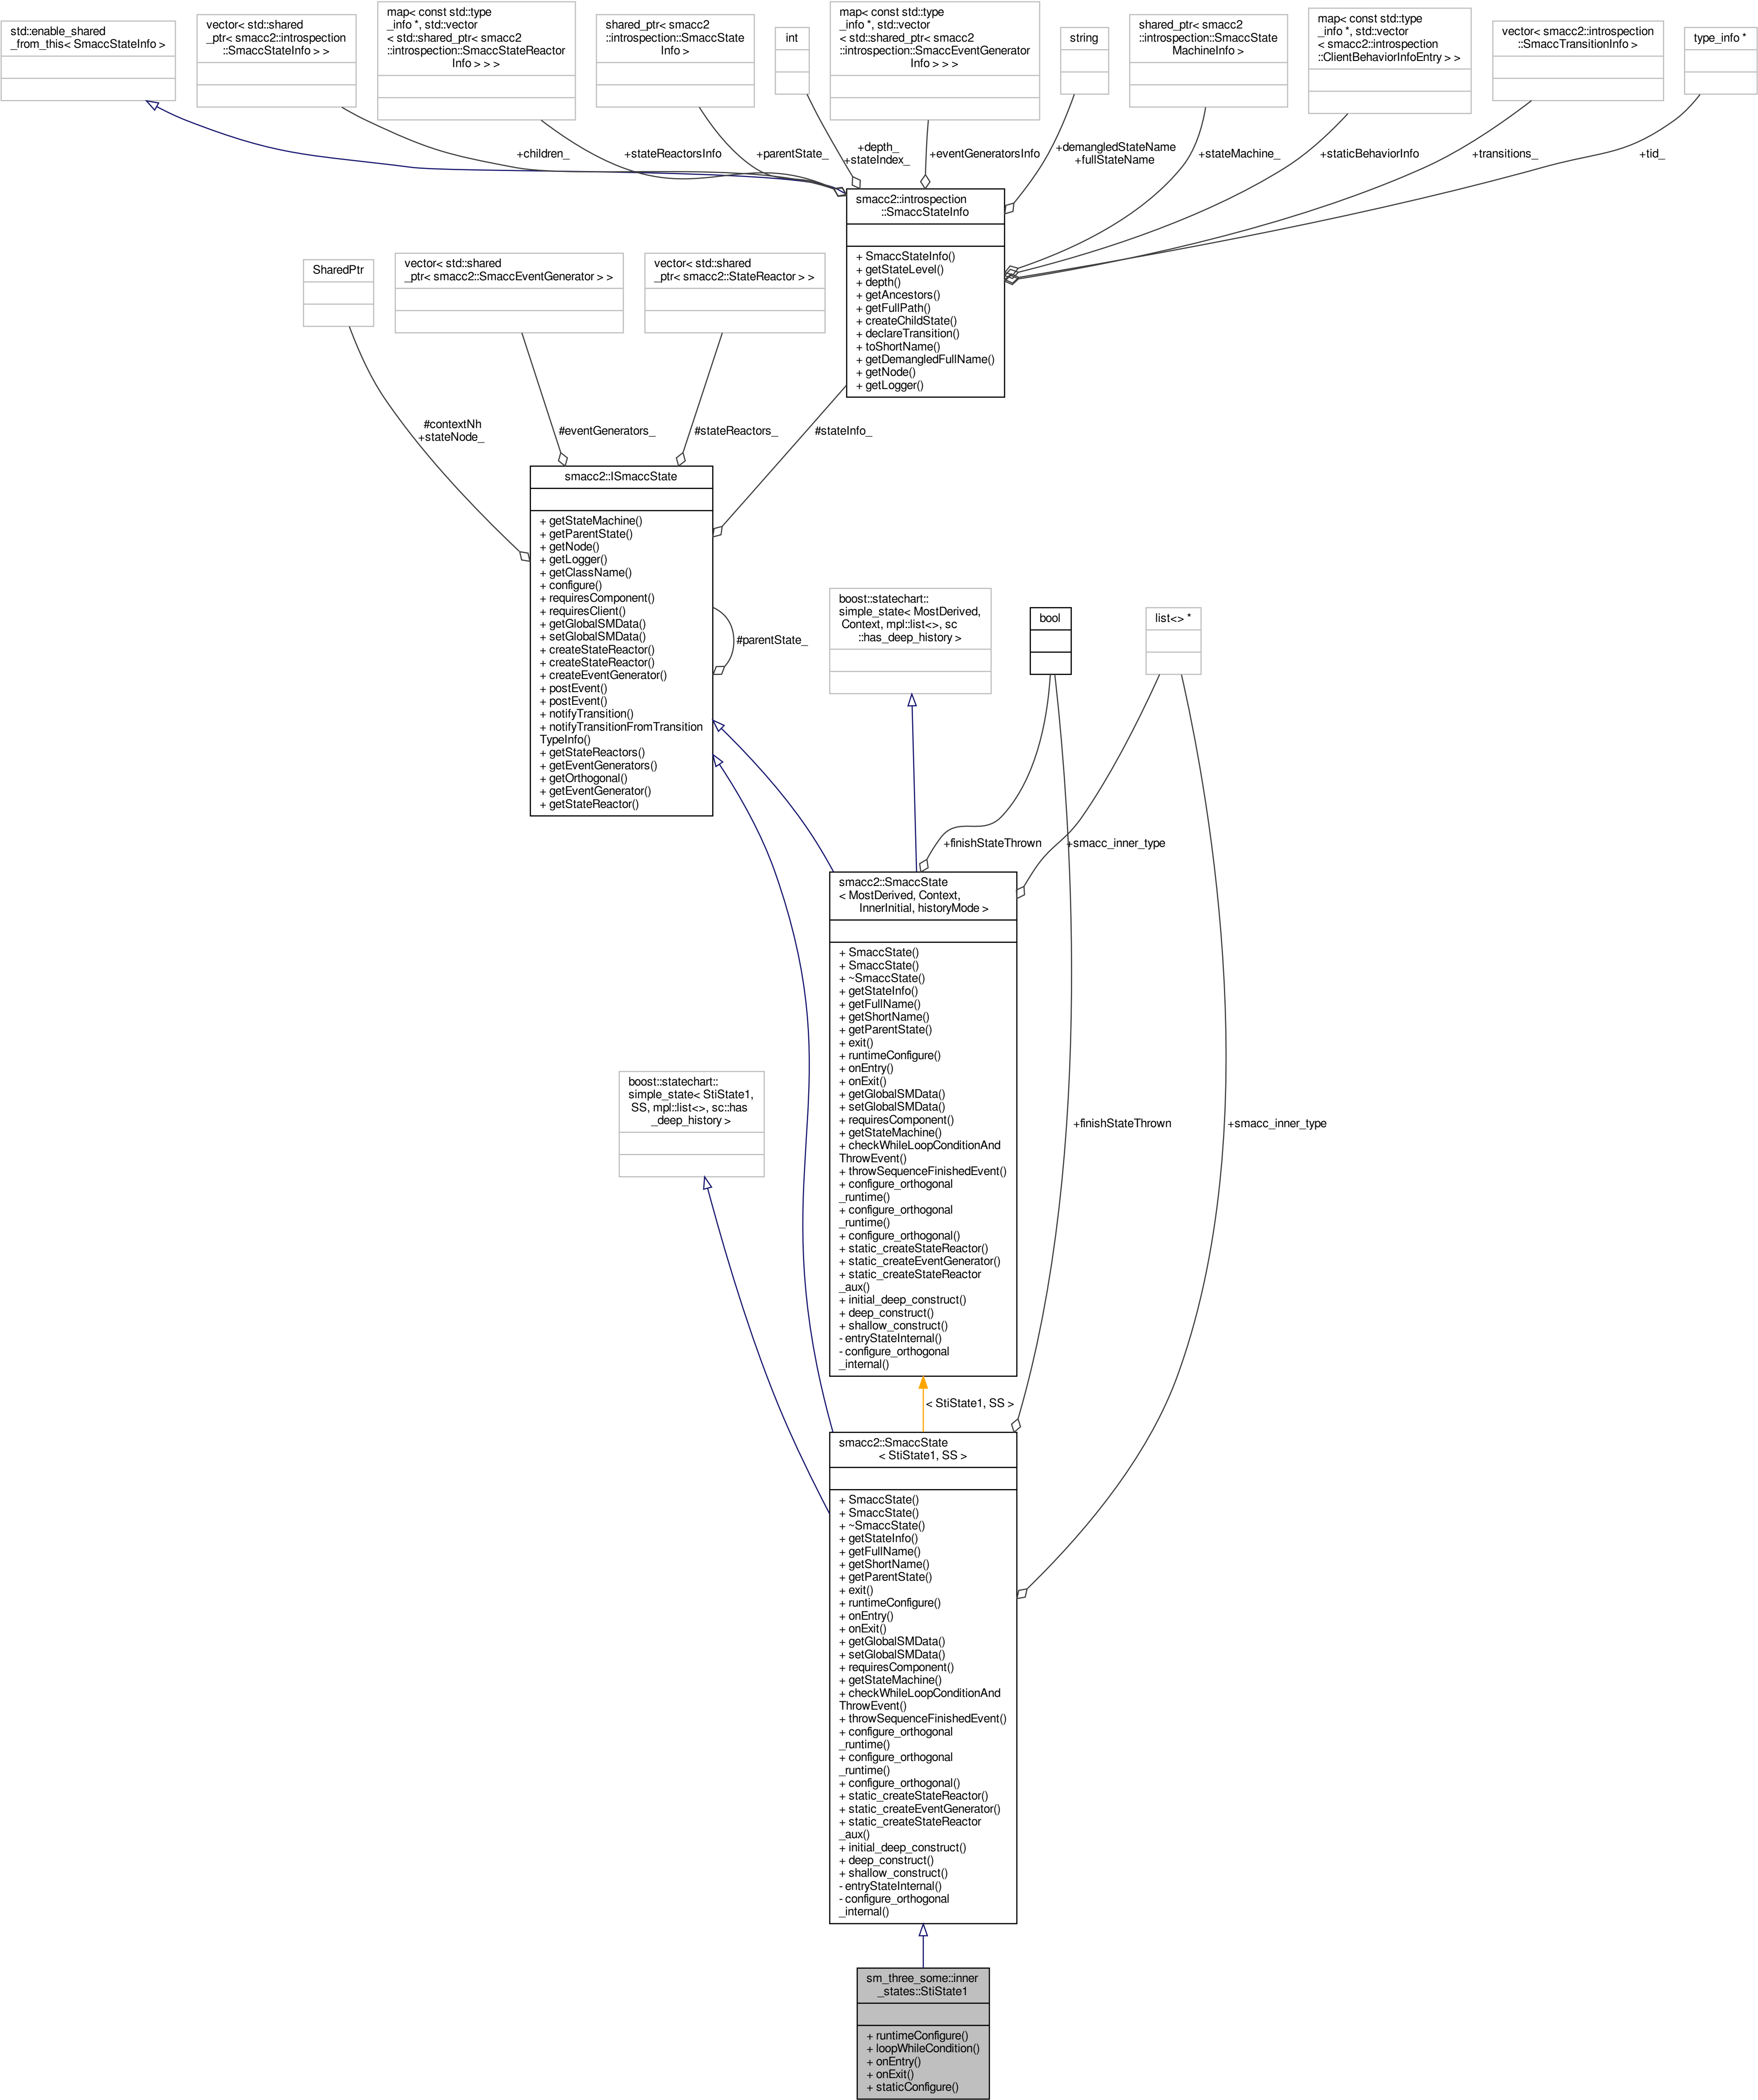 std::enable_shared
_from_this< SmaccStateInfo >
vector< std::shared
_ptr< smacc2::introspection
::SmaccStateInfo > >
map< const std::type
_info *, std::vector
< std::shared_ptr< smacc2
::introspection::SmaccStateReactor
Info > > >
shared_ptr< smacc2
::introspection::SmaccState
Info >
int
map< const std::type
_info *, std::vector
< std::shared_ptr< smacc2
::introspection::SmaccEventGenerator
Info > > >
string
shared_ptr< smacc2
::introspection::SmaccState
MachineInfo >
map< const std::type
_info *, std::vector
< smacc2::introspection
::ClientBehaviorInfoEntry > >
vector< smacc2::introspection
::SmaccTransitionInfo >
type_info *
+children_
+stateReactorsInfo
+parentState_
+depth_
+stateIndex_
+eventGeneratorsInfo
+demangledStateName
+fullStateName
+stateMachine_
+staticBehaviorInfo
+transitions_
+tid_
smacc2::introspection
::SmaccStateInfo
+ SmaccStateInfo()
+ getStateLevel()
+ depth()
+ getAncestors()
+ getFullPath()
+ createChildState()
+ declareTransition()
+ toShortName()
+ getDemangledFullName()
+ getNode()
+ getLogger()
SharedPtr
vector< std::shared
_ptr< smacc2::SmaccEventGenerator > >
vector< std::shared
_ptr< smacc2::StateReactor > >
#contextNh
+stateNode_
#eventGenerators_
#stateReactors_
#stateInfo_
smacc2::ISmaccState
+ getStateMachine()
+ getParentState()
+ getNode()
+ getLogger()
+ getClassName()
+ configure()
+ requiresComponent()
+ requiresClient()
+ getGlobalSMData()
+ setGlobalSMData()
+ createStateReactor()
+ createStateReactor()
+ createEventGenerator()
+ postEvent()
+ postEvent()
+ notifyTransition()
+ notifyTransitionFromTransition
TypeInfo()
+ getStateReactors()
+ getEventGenerators()
+ getOrthogonal()
+ getEventGenerator()
+ getStateReactor()
#parentState_
boost::statechart::
simple_state< MostDerived,
Context, mpl::list<>, sc
::has_deep_history >
bool
list<> *
+finishStateThrown
+smacc_inner_type
smacc2::SmaccState
< MostDerived, Context,
InnerInitial, historyMode >
+ SmaccState()
+ SmaccState()
+ ~SmaccState()
+ getStateInfo()
+ getFullName()
+ getShortName()
+ getParentState()
+ exit()
+ runtimeConfigure()
+ onEntry()
+ onExit()
+ getGlobalSMData()
+ setGlobalSMData()
+ requiresComponent()
+ getStateMachine()
+ checkWhileLoopConditionAnd
ThrowEvent()
+ throwSequenceFinishedEvent()
+ configure_orthogonal
_runtime()
+ configure_orthogonal
_runtime()
+ configure_orthogonal()
+ static_createStateReactor()
+ static_createEventGenerator()
+ static_createStateReactor
_aux()
+ initial_deep_construct()
+ deep_construct()
+ shallow_construct()
- entryStateInternal()
- configure_orthogonal
_internal()
boost::statechart::
simple_state< StiState1,
SS, mpl::list<>, sc::has
_deep_history >
+finishStateThrown
+smacc_inner_type
< StiState1, SS >
smacc2::SmaccState
< StiState1, SS >
+ SmaccState()
+ SmaccState()
+ ~SmaccState()
+ getStateInfo()
+ getFullName()
+ getShortName()
+ getParentState()
+ exit()
+ runtimeConfigure()
+ onEntry()
+ onExit()
+ getGlobalSMData()
+ setGlobalSMData()
+ requiresComponent()
+ getStateMachine()
+ checkWhileLoopConditionAnd
ThrowEvent()
+ throwSequenceFinishedEvent()
+ configure_orthogonal
_runtime()
+ configure_orthogonal
_runtime()
+ configure_orthogonal()
+ static_createStateReactor()
+ static_createEventGenerator()
+ static_createStateReactor
_aux()
+ initial_deep_construct()
+ deep_construct()
+ shallow_construct()
- entryStateInternal()
- configure_orthogonal
_internal()
sm_three_some::inner
_states::StiState1
+ runtimeConfigure()
+ loopWhileCondition()
+ onEntry()
+ onExit()
+ staticConfigure()